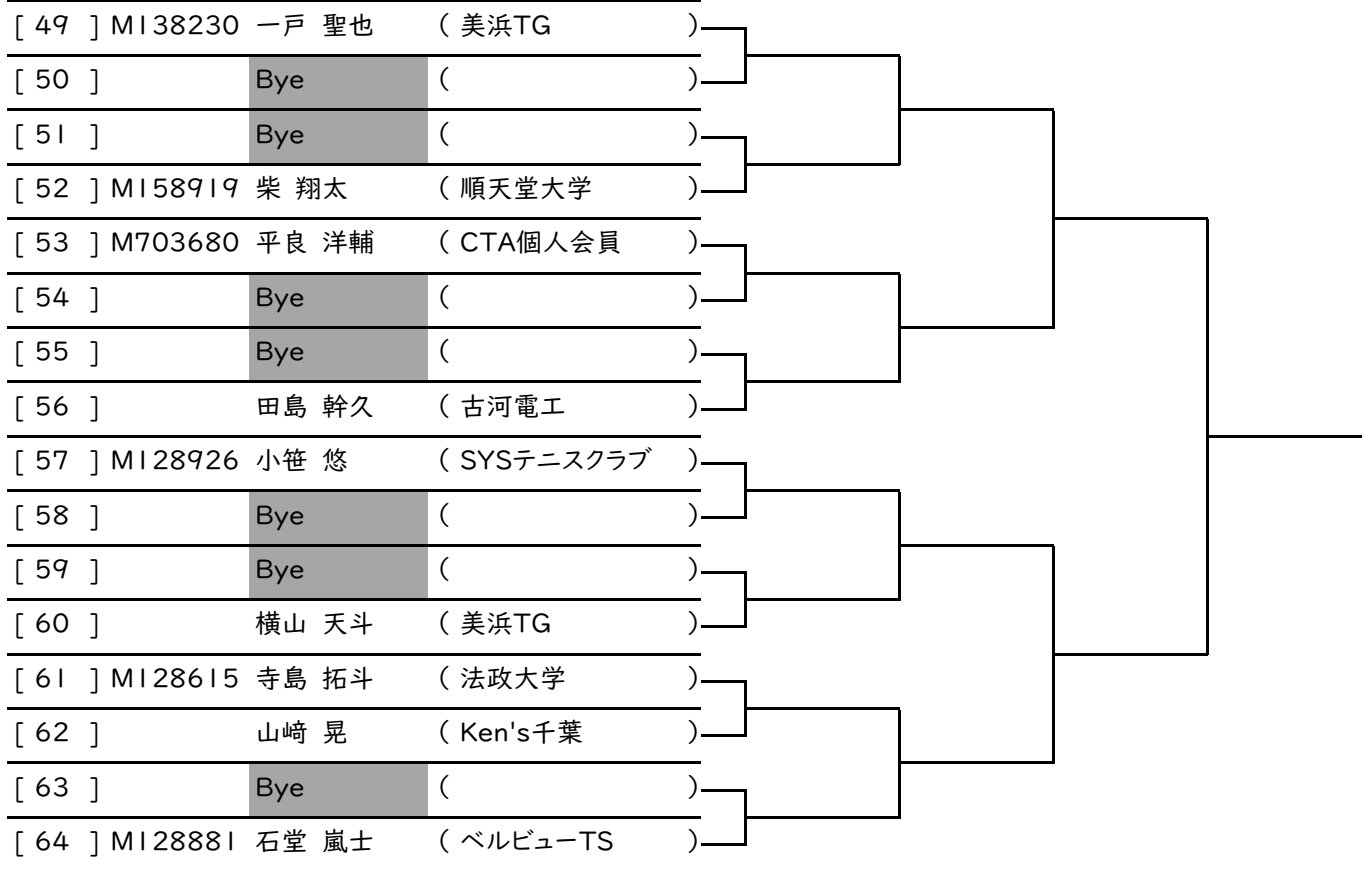 [ 49 ] M138230 一戸 聖也 ( 美浜TG )
[ 50 ] Bye ( )
[ 51 ] Bye ( )
[ 52 ] M158919 柴 翔太 ( 順天堂大学 )
[ 53 ] M703680 平良 洋輔 ( CTA個人会員 )
[ 54 ] Bye ( )
[ 55 ] Bye ( )
[ 56 ] 田島 幹久 ( 古河電工 )
[ 57 ] M128926 小笹 悠 ( SYSテニスクラブ )
[ 58 ] Bye ( )
[ 59 ] Bye ( )
[ 60 ] 横山 天斗 ( 美浜TG )
[ 61 ] M128615 寺島 拓斗 ( 法政大学 )
[ 62 ] 山﨑 晃 ( Ken's千葉 )
[ 63 ] Bye ( )
[ 64 ] M128881 石堂 嵐士 ( ベルビューTS )